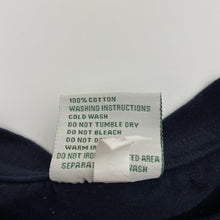 100% COTTON
WASHING INSTRUCTIONS
COLD WASH
DO NOT TUMBLE DRY
DO NOT BLEACH
DO NOT
WARM
DO NOT AREA
WASH